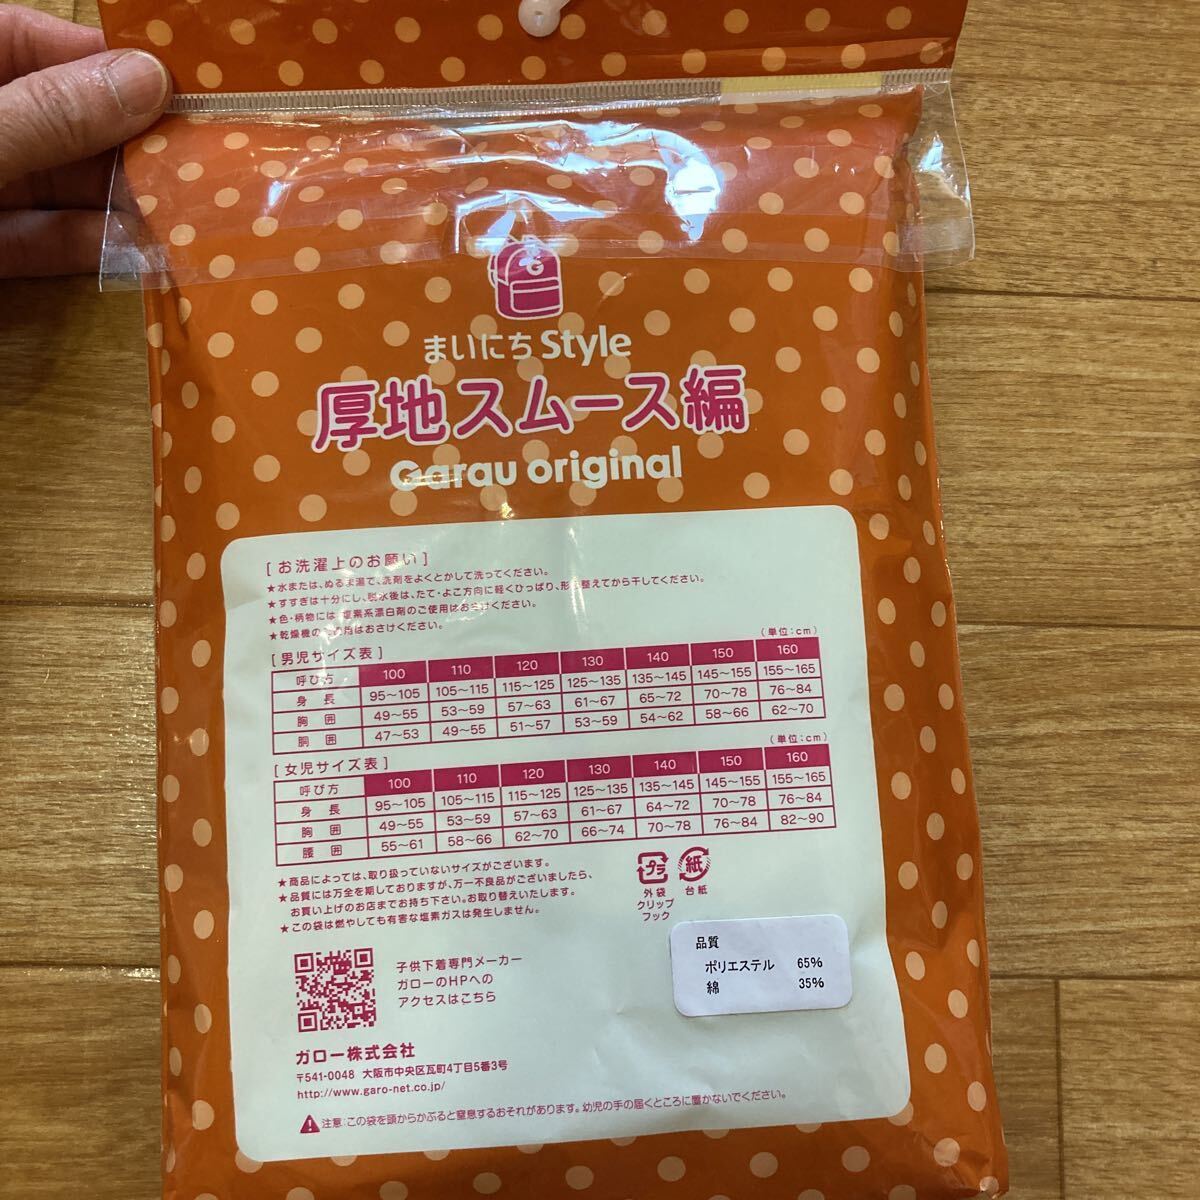 G
まいにちStyle
厚地スムース編
Garau original
[お洗濯上のお願い]
★水または、ぬるま湯で、洗剤をよくとかして洗ってください。
★すすぎは十分にし、脱水後は、たて・よこ方向に軽くひっぱり、形を整えてから干してください。
★色・柄物には、塩素系漂白剤のご使用はおさけください。
★乾燥機のご使用はおさけください。
[男児サイズ表] (単位:cm)
呼び方 100 110 120 130 140 150 160
身長 95〜105 105〜115 115〜125 125〜135 135〜145 145〜155 155〜165
胸囲 49〜55 53〜59 57〜63 61〜67 65〜72 70〜78 76〜84
胴囲 47〜53 49〜55 51〜57 53〜59 54〜62 58〜66 62〜70
[女児サイズ表] (単位:cm)
呼び方 100 110 120 130 140 150 160
身長 95〜105 105〜115 115〜125 125〜135 135〜145 145〜155 155〜165
胸囲 49〜55 53〜59 57〜63 61〜67 64〜72 70〜78 76〜84
腰囲 55〜61 58〜66 62〜70 66〜74 70〜78 76〜84 82〜90
★商品によっては、取り扱っていないサイズがございます。
★品質には万全を期しておりますが、万一不良品がございましたら、
お買い上げのお店までお持ち下さい。お取り替えいたします。
★この袋は燃やしても有害な塩素ガスは発生しません。
プラ 紙
外袋 台紙
クリップ
フック
品質
ポリエステル 65%
綿 35%
子供下着専門メーカー
ガローのHPへの
アクセスはこちら
ガロー株式会社
〒541-0048 大阪市中央区瓦町4丁目5番3号
http://www.garo-net.co.jp/
注意:この袋を頭からかぶると窒息するおそれがあります。幼児の手の届くところに置かないでください。